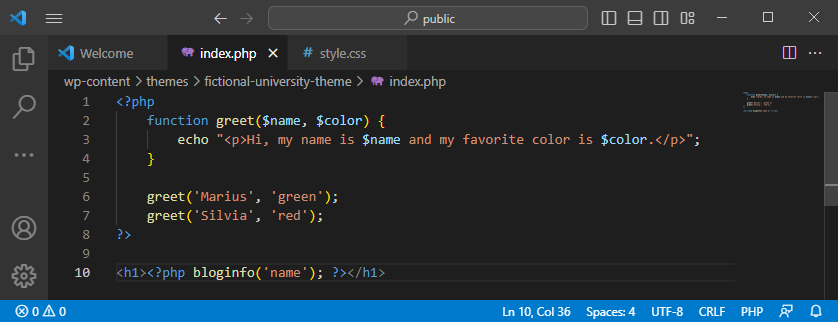 public
Welcome
index.php
# style.css
wp-content > themes > fictional-university-theme > index.php
1 <?php
2     function greet($name, $color) {
3         echo "<p>Hi, my name is $name and my favorite color is $color.</p>";
4     }
5
6     greet('Marius', 'green');
7     greet('Silvia', 'red');
8 ?>
9
10 <h1><?php bloginfo('name'); ?></h1>
0 0 Ln 10, Col 36 Spaces: 4 UTF-8 CRLF PHP